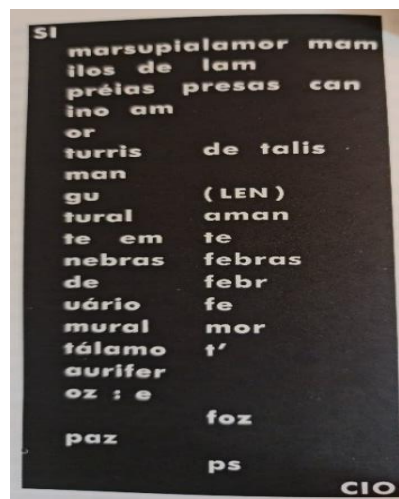 SI
marsupialamor mam
ilos de lam
préias presas can
ino am
or
turris de talis
man
gu (LEN)
tural aman
te em te
nebras febras
de febr
uário fe
mural mor
tálamo t'
aurifer
oz : e
foz
paz
ps
CIO